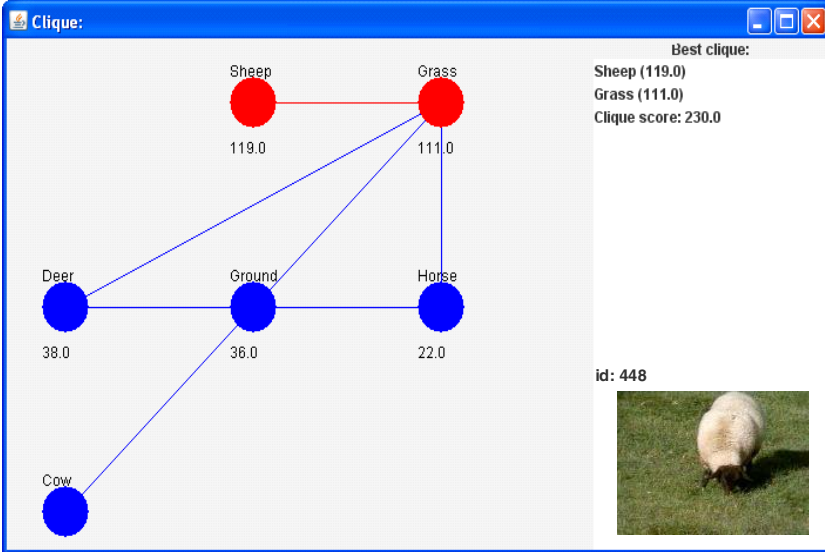 Clique:
Best clique:
Sheep (119.0)
Grass (111.0)
Clique score: 230.0
Sheep
Grass
119.0
111.0
Deer
Ground
Horse
38.0
36.0
22.0
id: 448
Cow